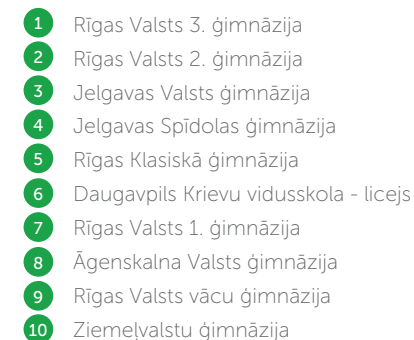 1 Rīgas Valsts 3. ģimnāzija
2 Rīgas Valsts 2. ģimnāzija
3 Jelgavas Valsts ģimnāzija
4 Jelgavas Spīdolas ģimnāzija
5 Rīgas Klasiskā ģimnāzija
6 Daugavpils Krievu vidusskola - licejs
7 Rīgas Valsts 1. ģimnāzija
8 Āgenskalna Valsts ģimnāzija
9 Rīgas Valsts vācu ģimnāzija
10 Ziemeļvalstu ģimnāzija